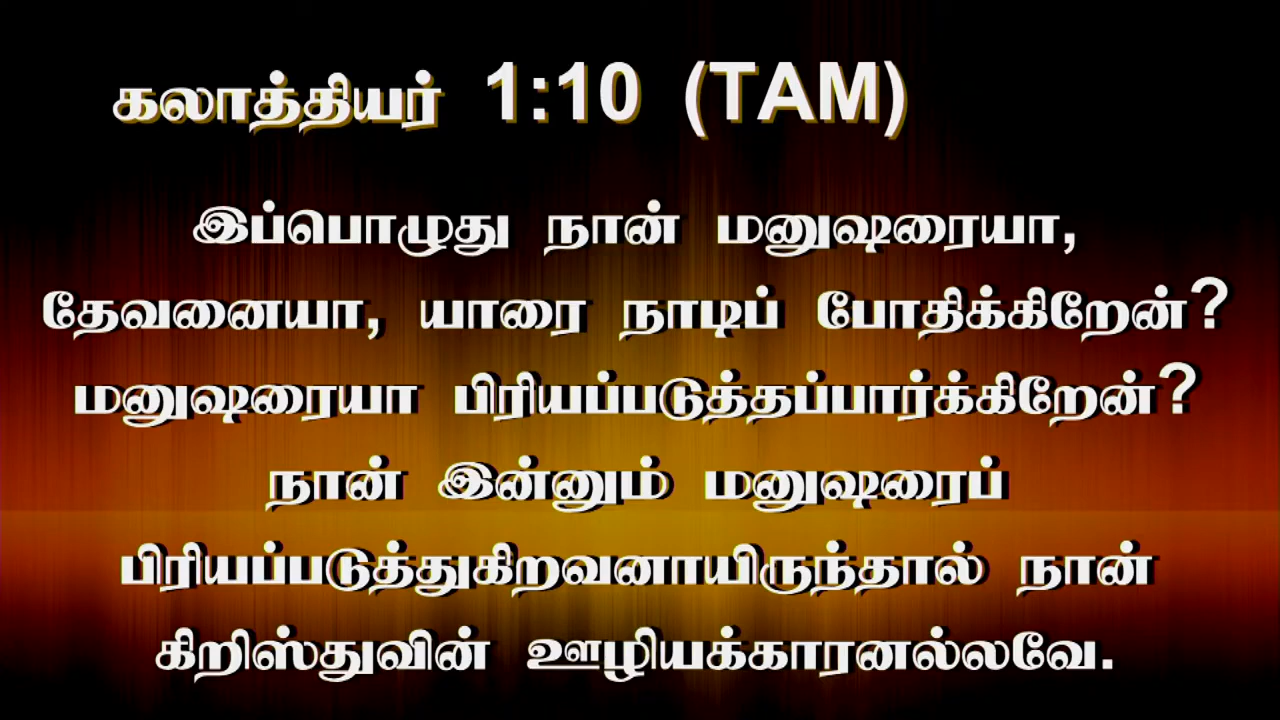 கலாத்தியர் 1:10 (TAM)
இப்பொழுது நான் மனுஷரையா,
தேவனையா, யாரை நாடிப் போதிக்கிறேன்?
மனுஷரையா பிரியப்படுத்தப்பார்க்கிறேன்?
நான் இன்னும் மனுஷரைப்
பிரியப்படுத்துகிறவனாயிருந்தால் நான்
கிறிஸ்துவின் ஊழியக்காரனல்லவே.